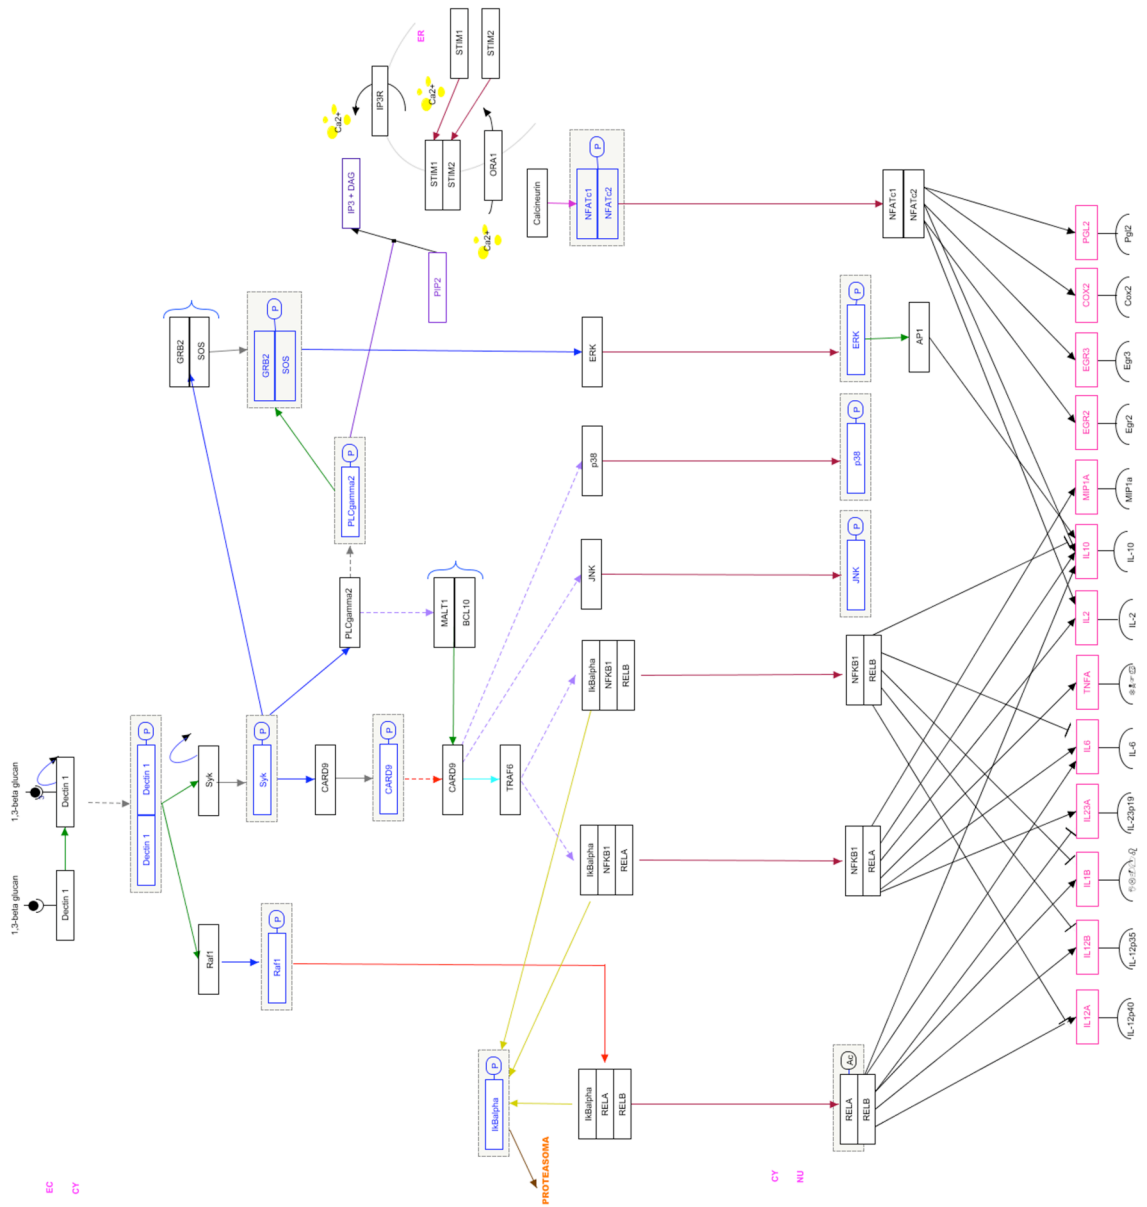 1,3-beta glucan
Dectin 1
1,3-beta glucan
Dectin 1
EC
CY
Dectin 1
Dectin 1
P
Syk
Raf1
Syk
P
Raf1
P
CARD9
CARD9
P
CARD9
TRAF6
GRB2
SOS
GRB2
SOS
P
PLCgamma2
PLCgamma2
P
MALT1
BCL10
IP3 + DAG
PIP2
Ca2+
IP3R
ER
Ca2+
STIM1
STIM2
STIM1
STIM2
ORA1
Ca2+
Calcineurin
NFATc1
NFATc2
P
ERK
p38
JNK
IkBalpha
NFKB1
RELB
IkBalpha
NFKB1
RELA
IkBalpha
P
PROTEASOMA
IkBalpha
RELA
RELB
CY
NU
ERK
P
AP1
p38
P
JNK
P
NFATc1
NFATc2
NFKB1
RELB
NFKB1
RELA
RELA
RELB
Ac
IL12A
IL12B
IL1B
IL23A
IL6
TNFA
IL2
IL10
MIP1A
EGR2
EGR3
COX2
PGL2
IL-12p40
IL-12p35
IL-23p19
IL-6
IL-2
IL-10
MIP1a
Egr2
Egr3
Cox2
Pgl2